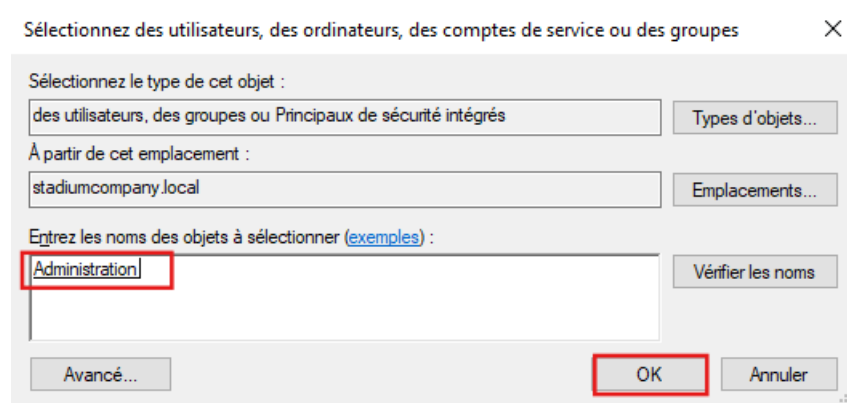 Sélectionnez des utilisateurs, des ordinateurs, des comptes de service ou des groupes
Sélectionnez le type de cet objet :
des utilisateurs, des groupes ou Principaux de sécurité intégrés
Types d'objets...
À partir de cet emplacement :
stadiumcompany.local
Emplacements...
Entrez les noms des objets à sélectionner (exemples) :
Administration
Vérifier les noms
Avancé...
OK
Annuler